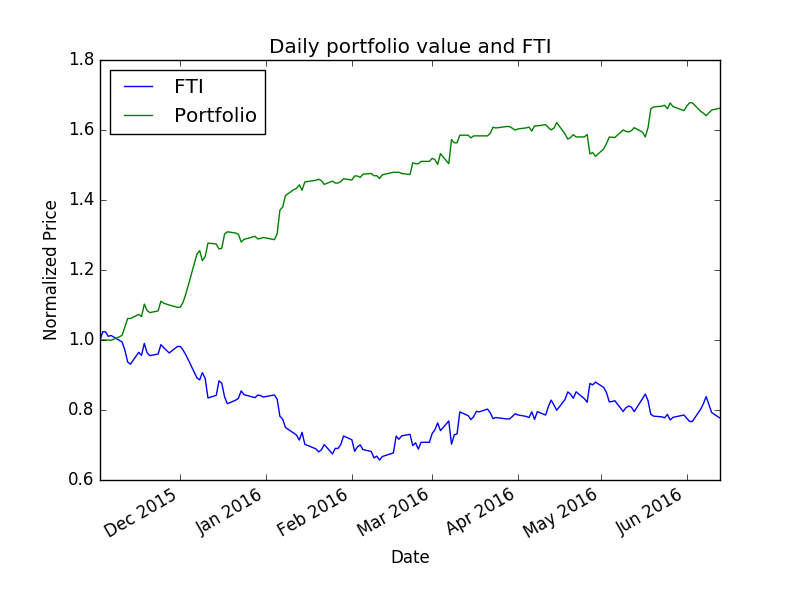 Daily portfolio value and FTI
FTI
Portfolio
Normalized Price
1.8
1.6
1.4
1.2
1.0
0.8
0.6
Dec 2015
Jan 2016
Feb 2016
Mar 2016
Apr 2016
May 2016
Jun 2016
Date